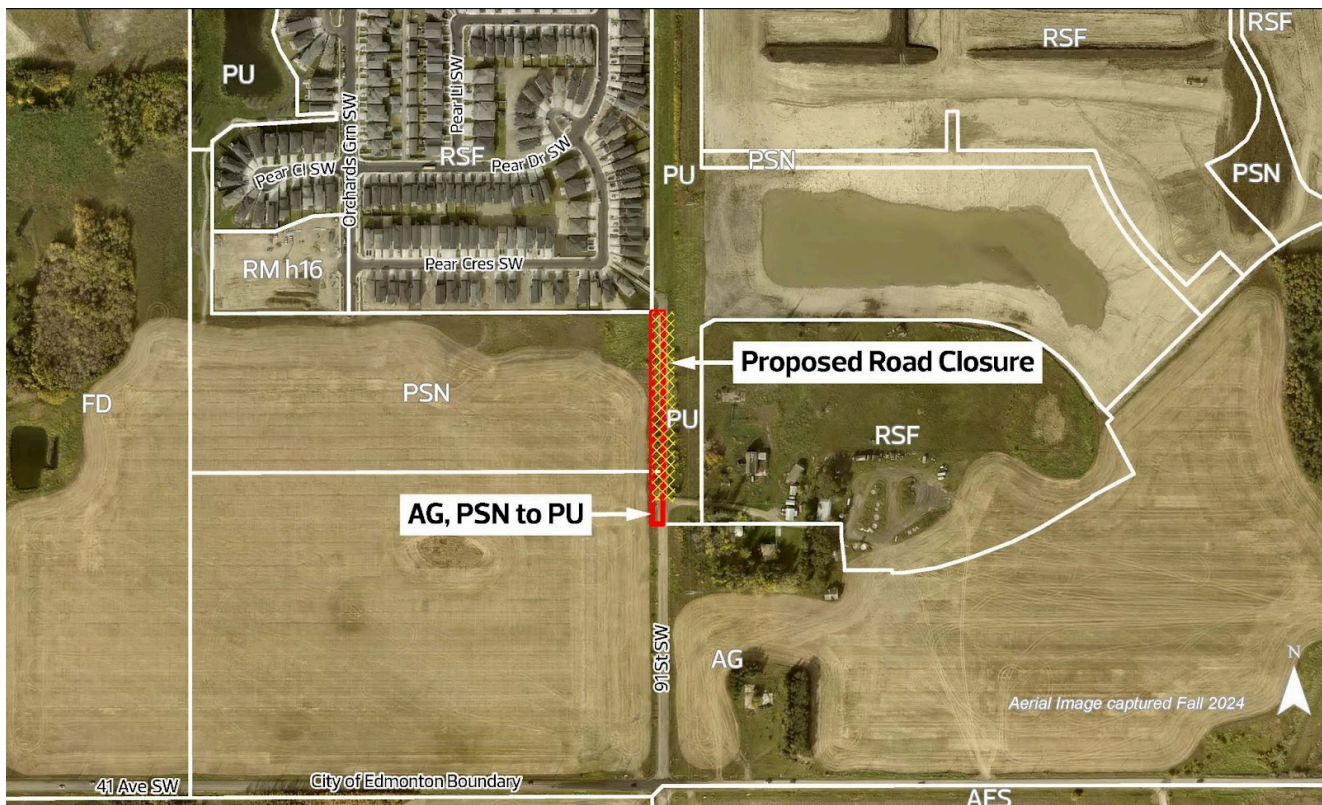 RSF
RSF
PU
Orchards Grn SW
Pear Li SW
RSF
Pear Cl SW
Pear Dr SW
PU
PSN
PSN
RM h16
Pear Cres SW
Proposed Road Closure
FD
PSN
PU
RSF
AG, PSN to PU
91 St SW
AG
N
Aerial Image captured Fall 2024
41 Ave SW
City of Edmonton Boundary
AES